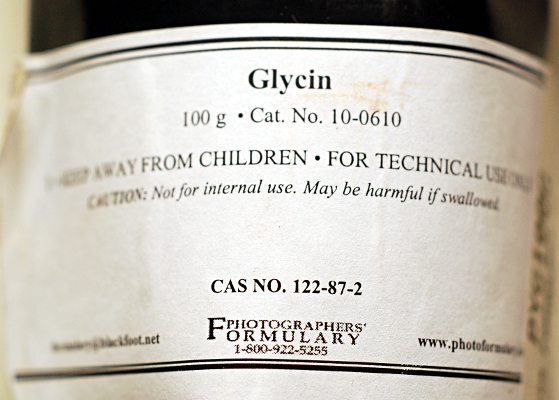 Glycin
100 g • Cat. No. 10-0610
KEEP AWAY FROM CHILDREN • FOR TECHNICAL USE
CAUTION: Not for internal use. May be harmful if swallowed.
CAS NO. 122-87-2
PHOTOGRAPHERS'
FORMULARY
1-800-922-5255